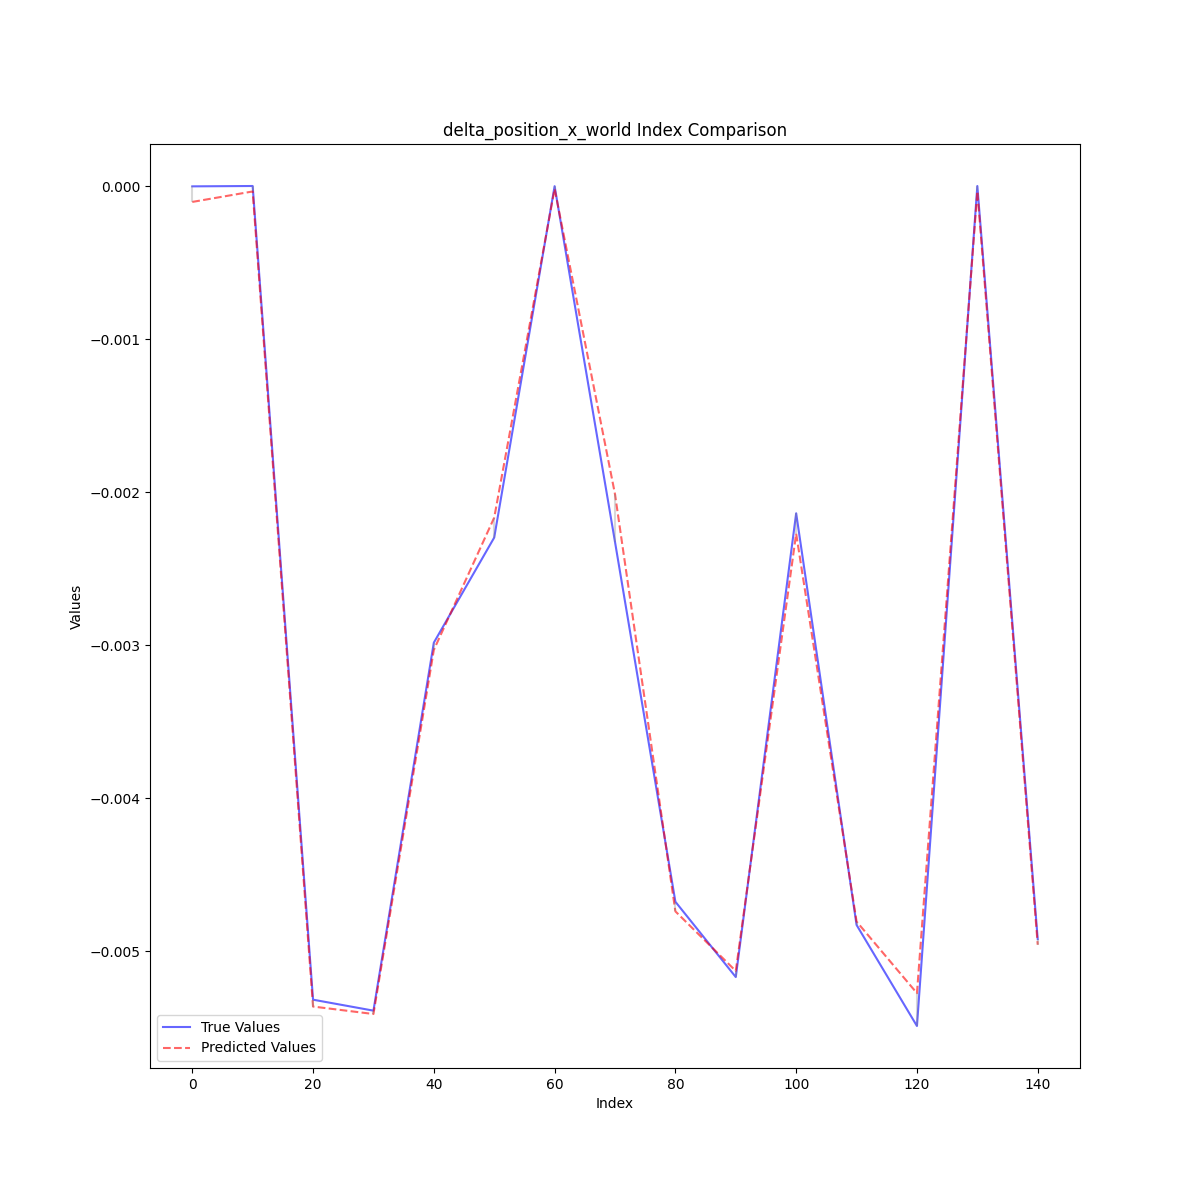 delta_position_x_world Index Comparison
0.000
−0.001
−0.002
−0.003
−0.004
−0.005
Values
True Values
Predicted Values
0 20 40 60 80 100 120 140
Index